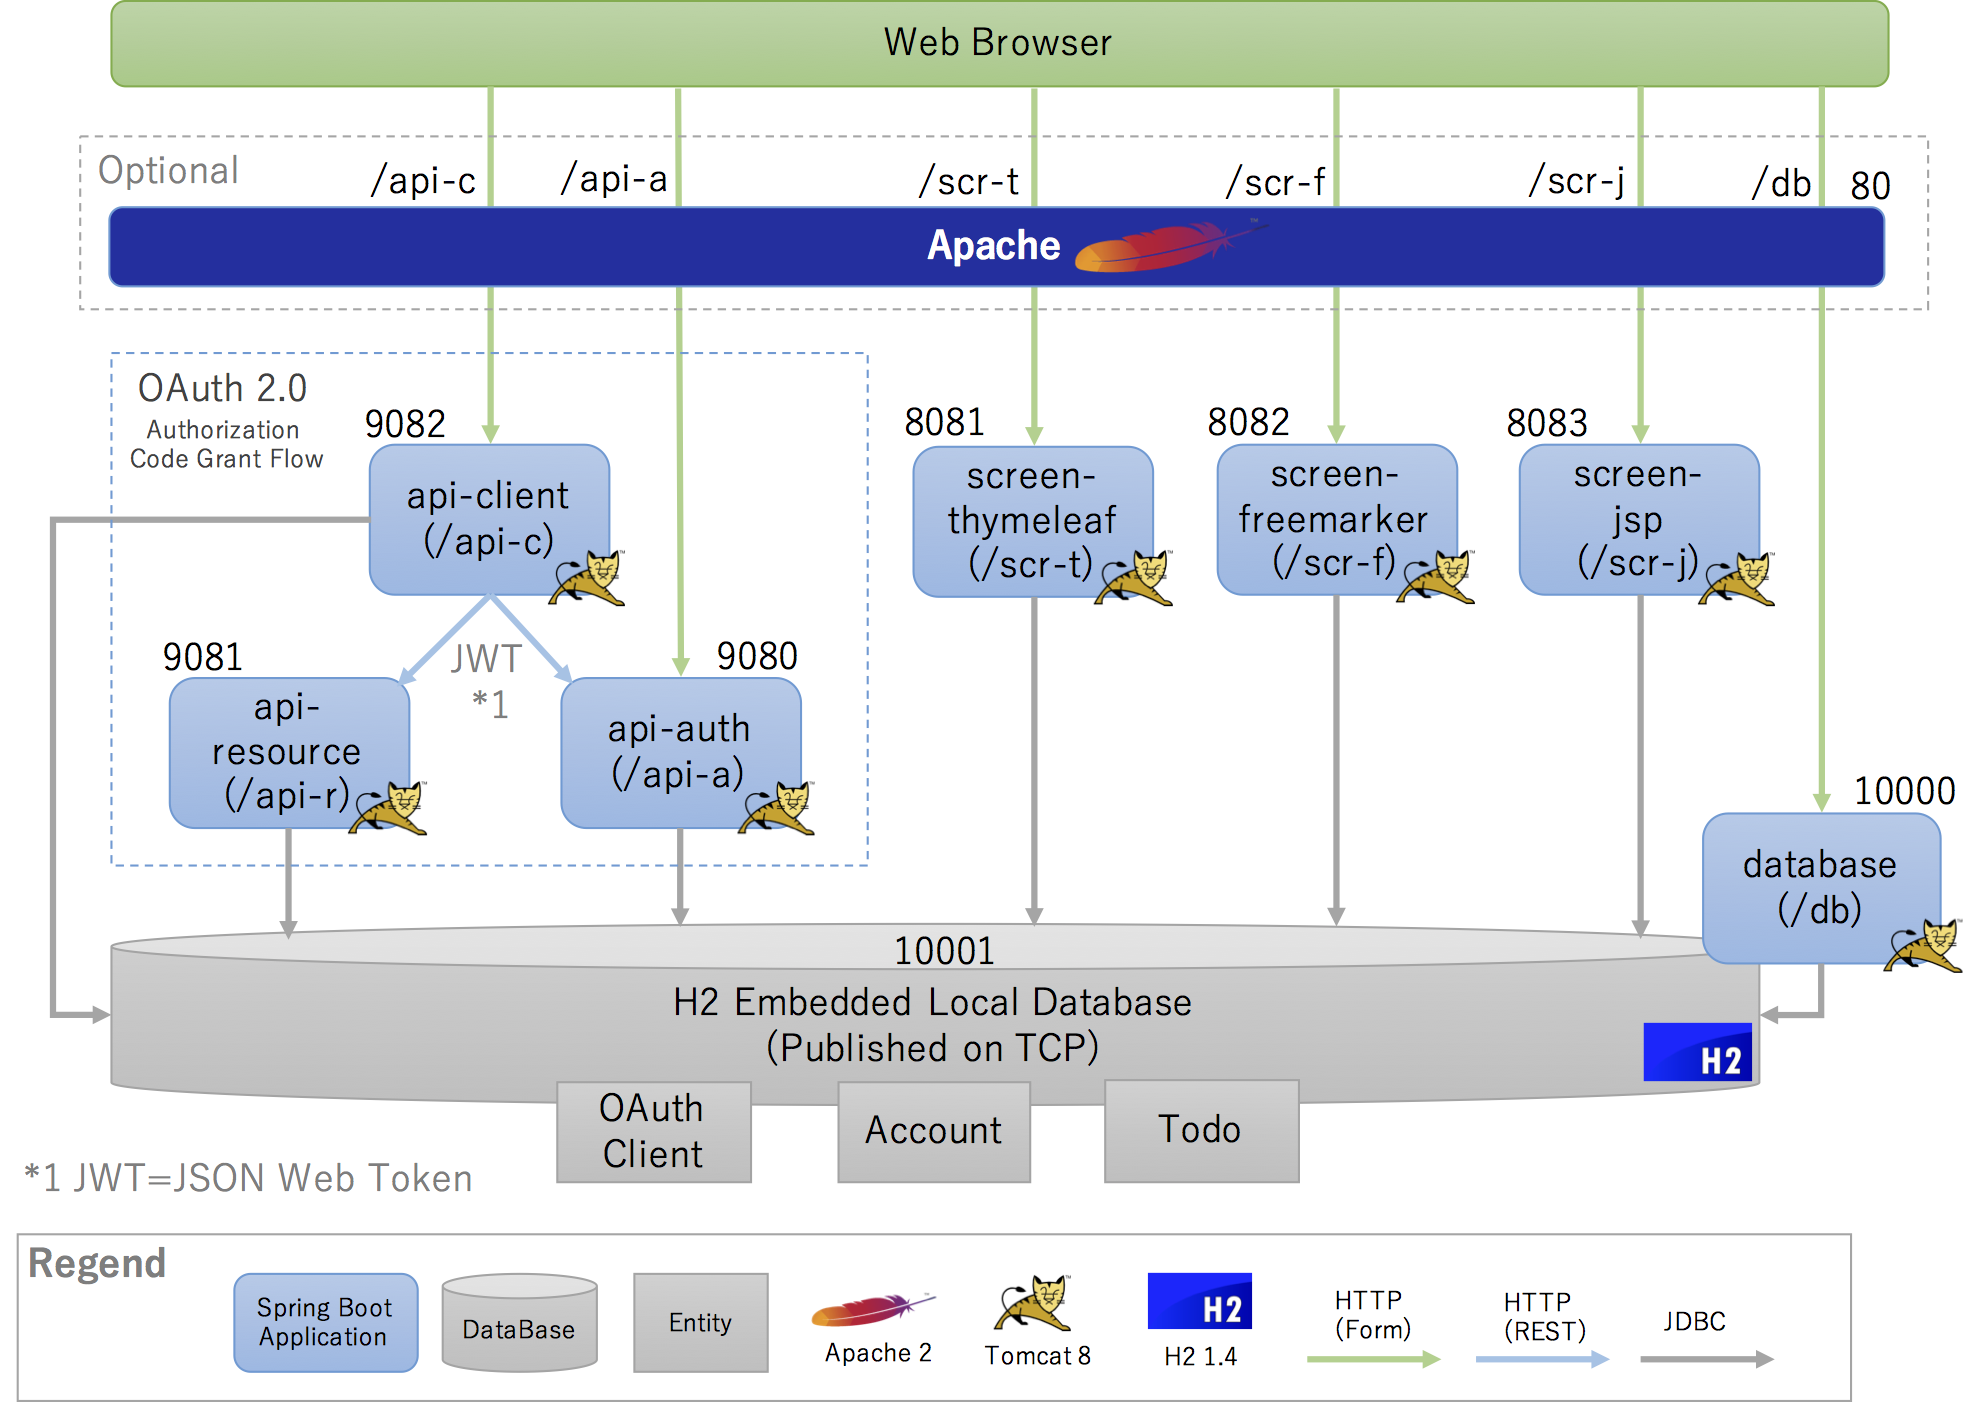 Web Browser
Optional
/api-c
/api-a
/scr-t
/scr-f
/scr-j
/db
80
Apache
OAuth 2.0
Authorization
Code Grant Flow
9082
api-client
(/api-c)
8081
screen-
thymeleaf
(/scr-t)
8082
screen-
freemarker
(/scr-f)
8083
screen-
jsp
(/scr-j)
JWT
*1
9081
api-
resource
(/api-r)
9080
api-auth
(/api-a)
10000
database
(/db)
10001
H2 Embedded Local Database
(Published on TCP)
H2
OAuth
Client
Account
Todo
*1 JWT=JSON Web Token
Regend
Spring Boot
Application
DataBase
Entity
Apache 2
Tomcat 8
H2
H2 1.4
HTTP
(Form)
HTTP
(REST)
JDBC